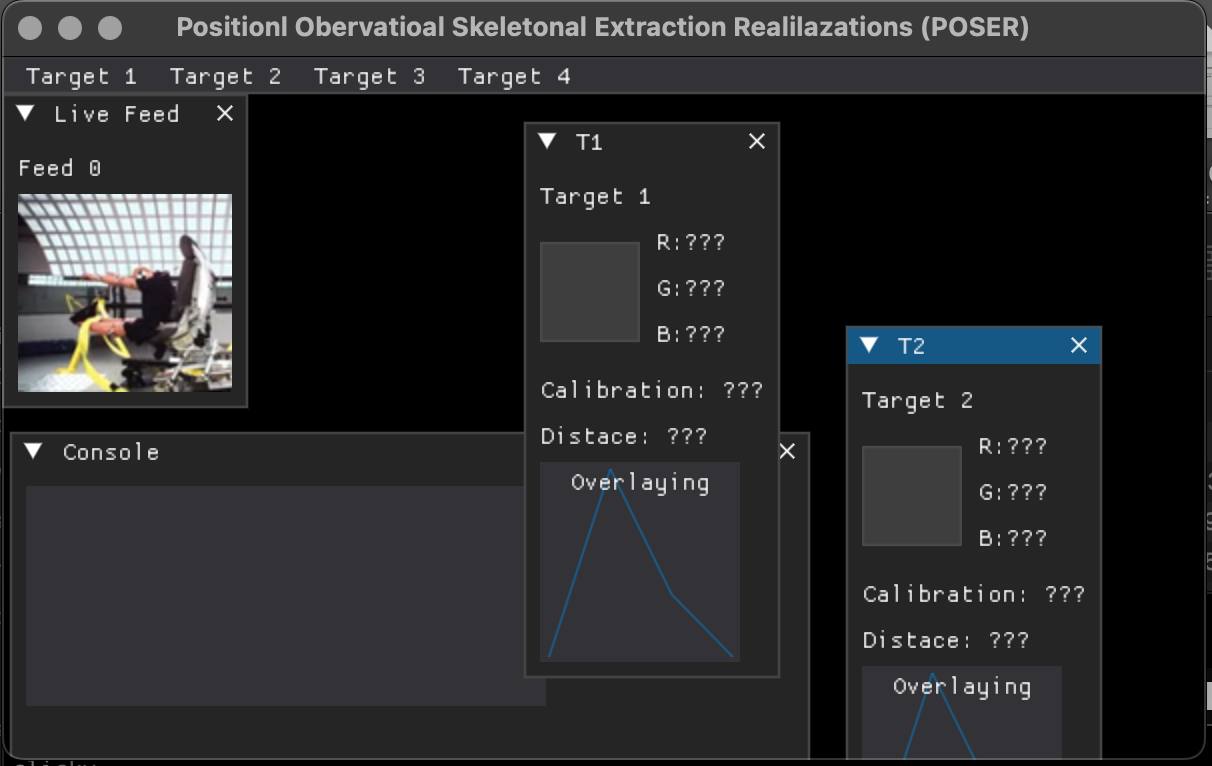 Positionl Obervatioal Skeletonal Extraction Realilazations (POSER)
Target 1 Target 2 Target 3 Target 4
Live Feed
Feed 0
T1
Target 1
R:???
G:???
B:???
Calibration: ???
Distace: ???
Overlaying
T2
Target 2
R:???
G:???
B:???
Calibration: ???
Distace: ???
Overlaying
Console